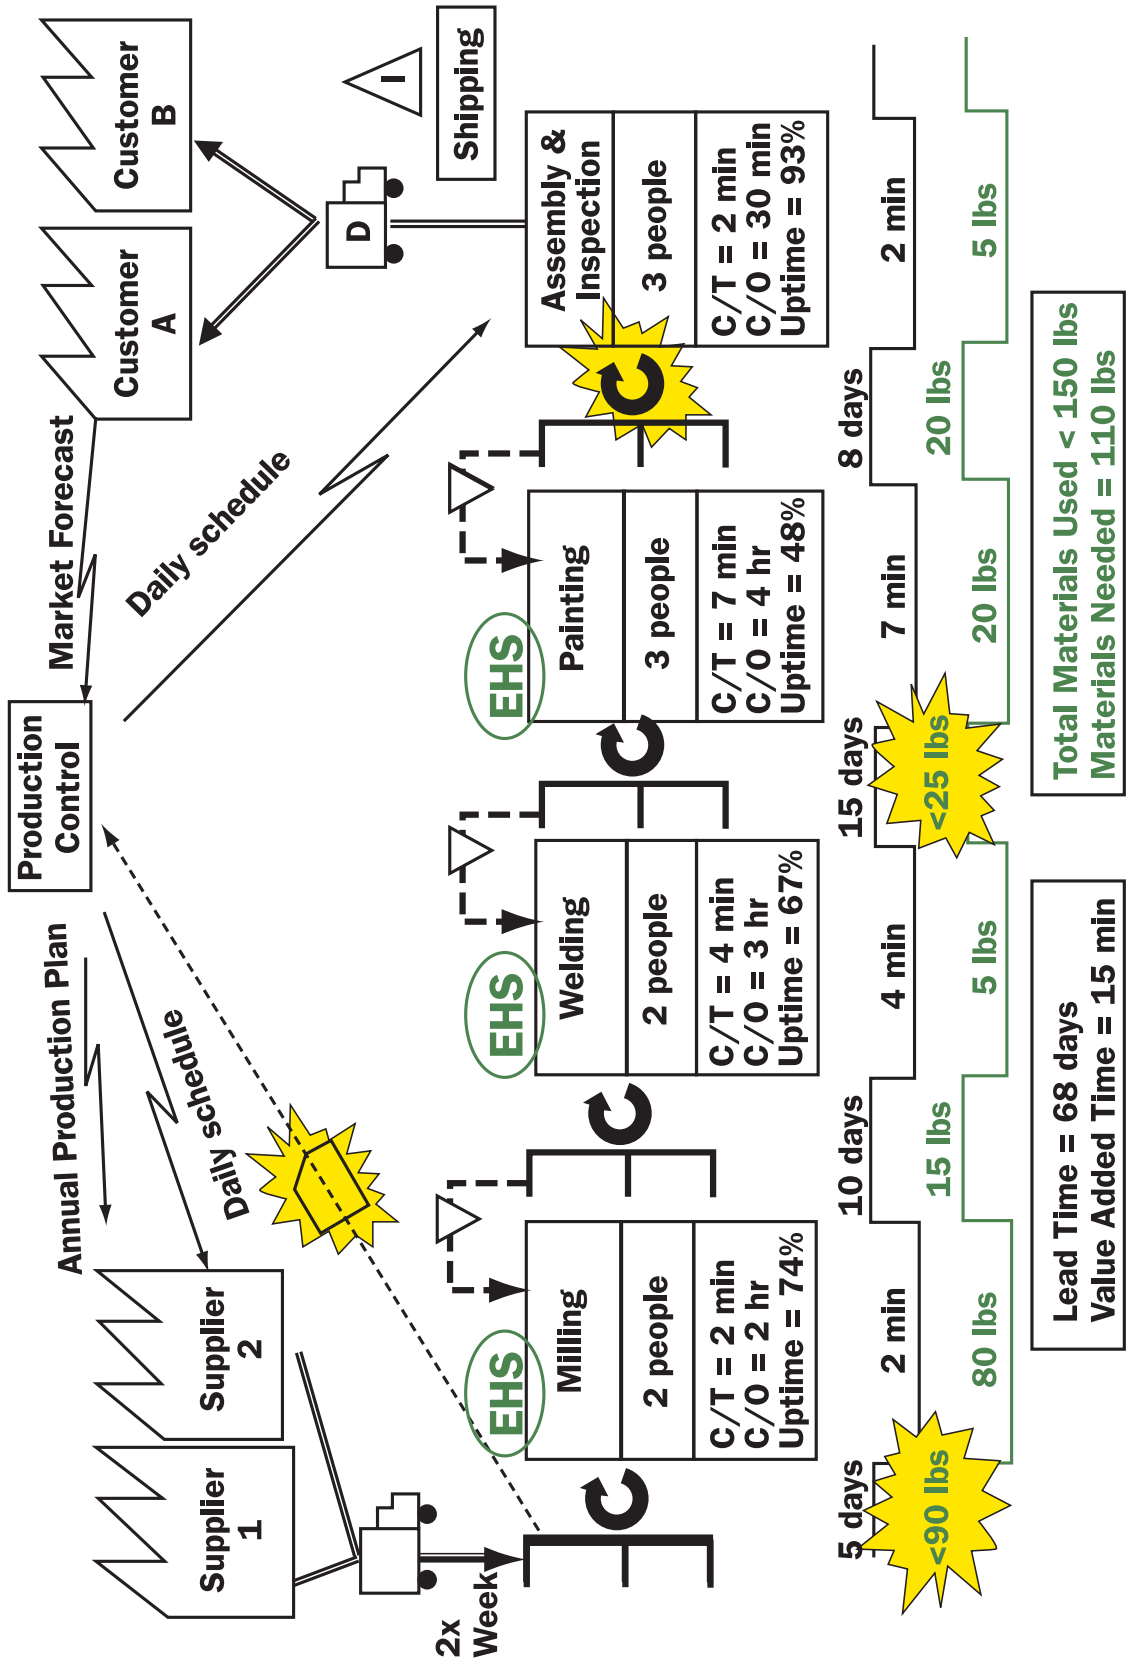 Production
Control
Annual Production Plan
Market Forecast
Daily schedule
Daily schedule
Supplier
1
Supplier
2
Customer
A
Customer
B
2x
Week
D
I
Shipping
EHS
Milling
2 people
C/T = 2 min
C/O = 2 hr
Uptime = 74%
EHS
Welding
2 people
C/T = 4 min
C/O = 3 hr
Uptime = 67%
EHS
Painting
3 people
C/T = 7 min
C/O = 4 hr
Uptime = 48%
Assembly &
Inspection
3 people
C/T = 2 min
C/O = 30 min
Uptime = 93%
5 days
2 min
10 days
4 min
15 days
7 min
8 days
2 min
<90 lbs
80 lbs
15 lbs
5 lbs
<25 lbs
20 lbs
20 lbs
5 lbs
Lead Time = 68 days
Value Added Time = 15 min
Total Materials Used < 150 lbs
Materials Needed = 110 lbs